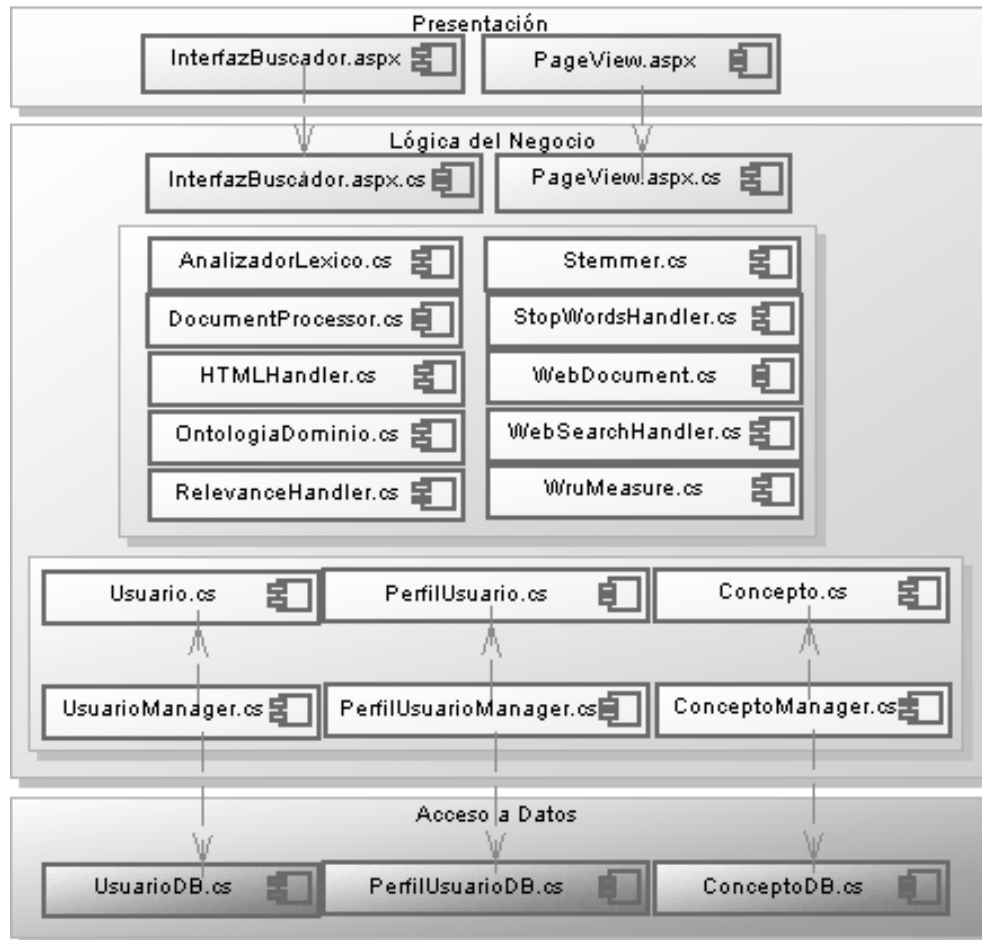 Presentación
InterfazBuscador.aspx
PageView.aspx
Lógica del Negocio
InterfazBuscador.aspx.cs
PageView.aspx.cs
AnalizadorLexico.cs
Stemmer.cs
DocumentProcessor.cs
StopWordsHandler.cs
HTMLHandler.cs
WebDocument.cs
OntologiaDominio.cs
WebSearchHandler.cs
RelevanceHandler.cs
WruMeasure.cs
Usuario.cs
PerfilUsuario.cs
Concepto.cs
UsuarioManager.cs
PerfilUsuarioManager.cs
ConceptoManager.cs
Acceso a Datos
UsuarioDB.cs
PerfilUsuarioDB.cs
ConceptoDB.cs